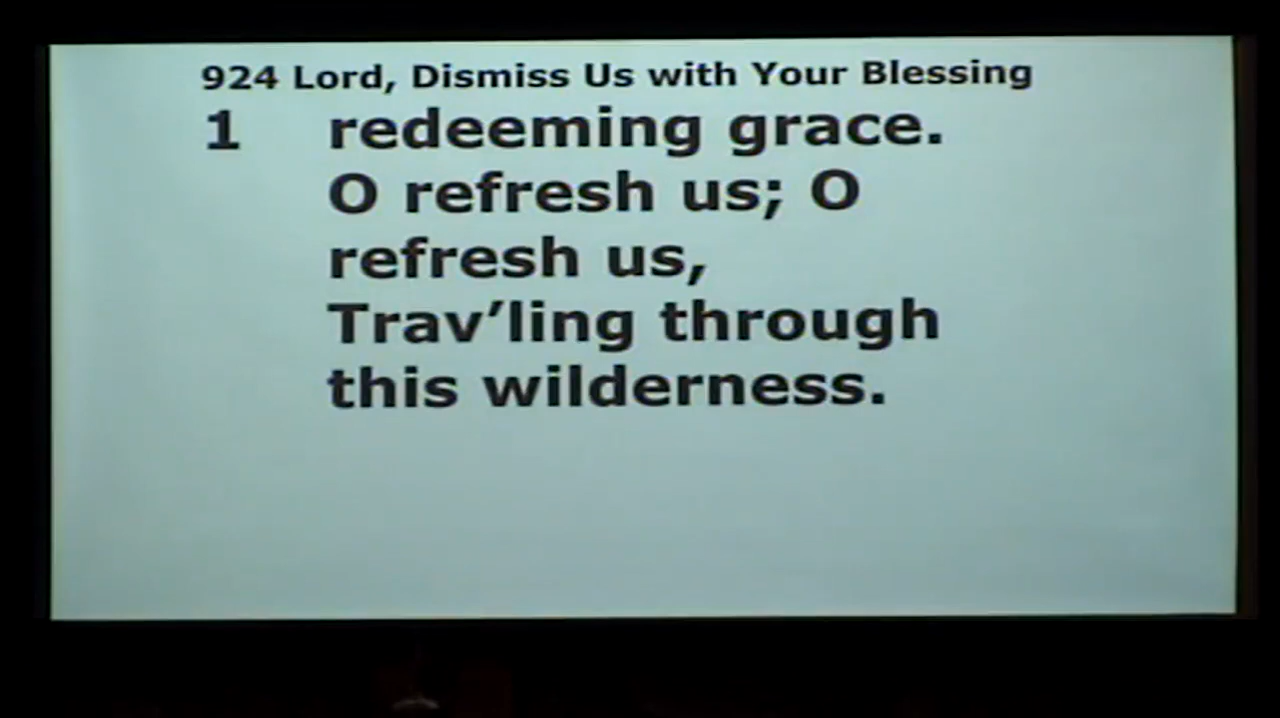 924 Lord, Dismiss Us with Your Blessing
1 redeeming grace.
O refresh us; O
refresh us,
Trav’ling through
this wilderness.